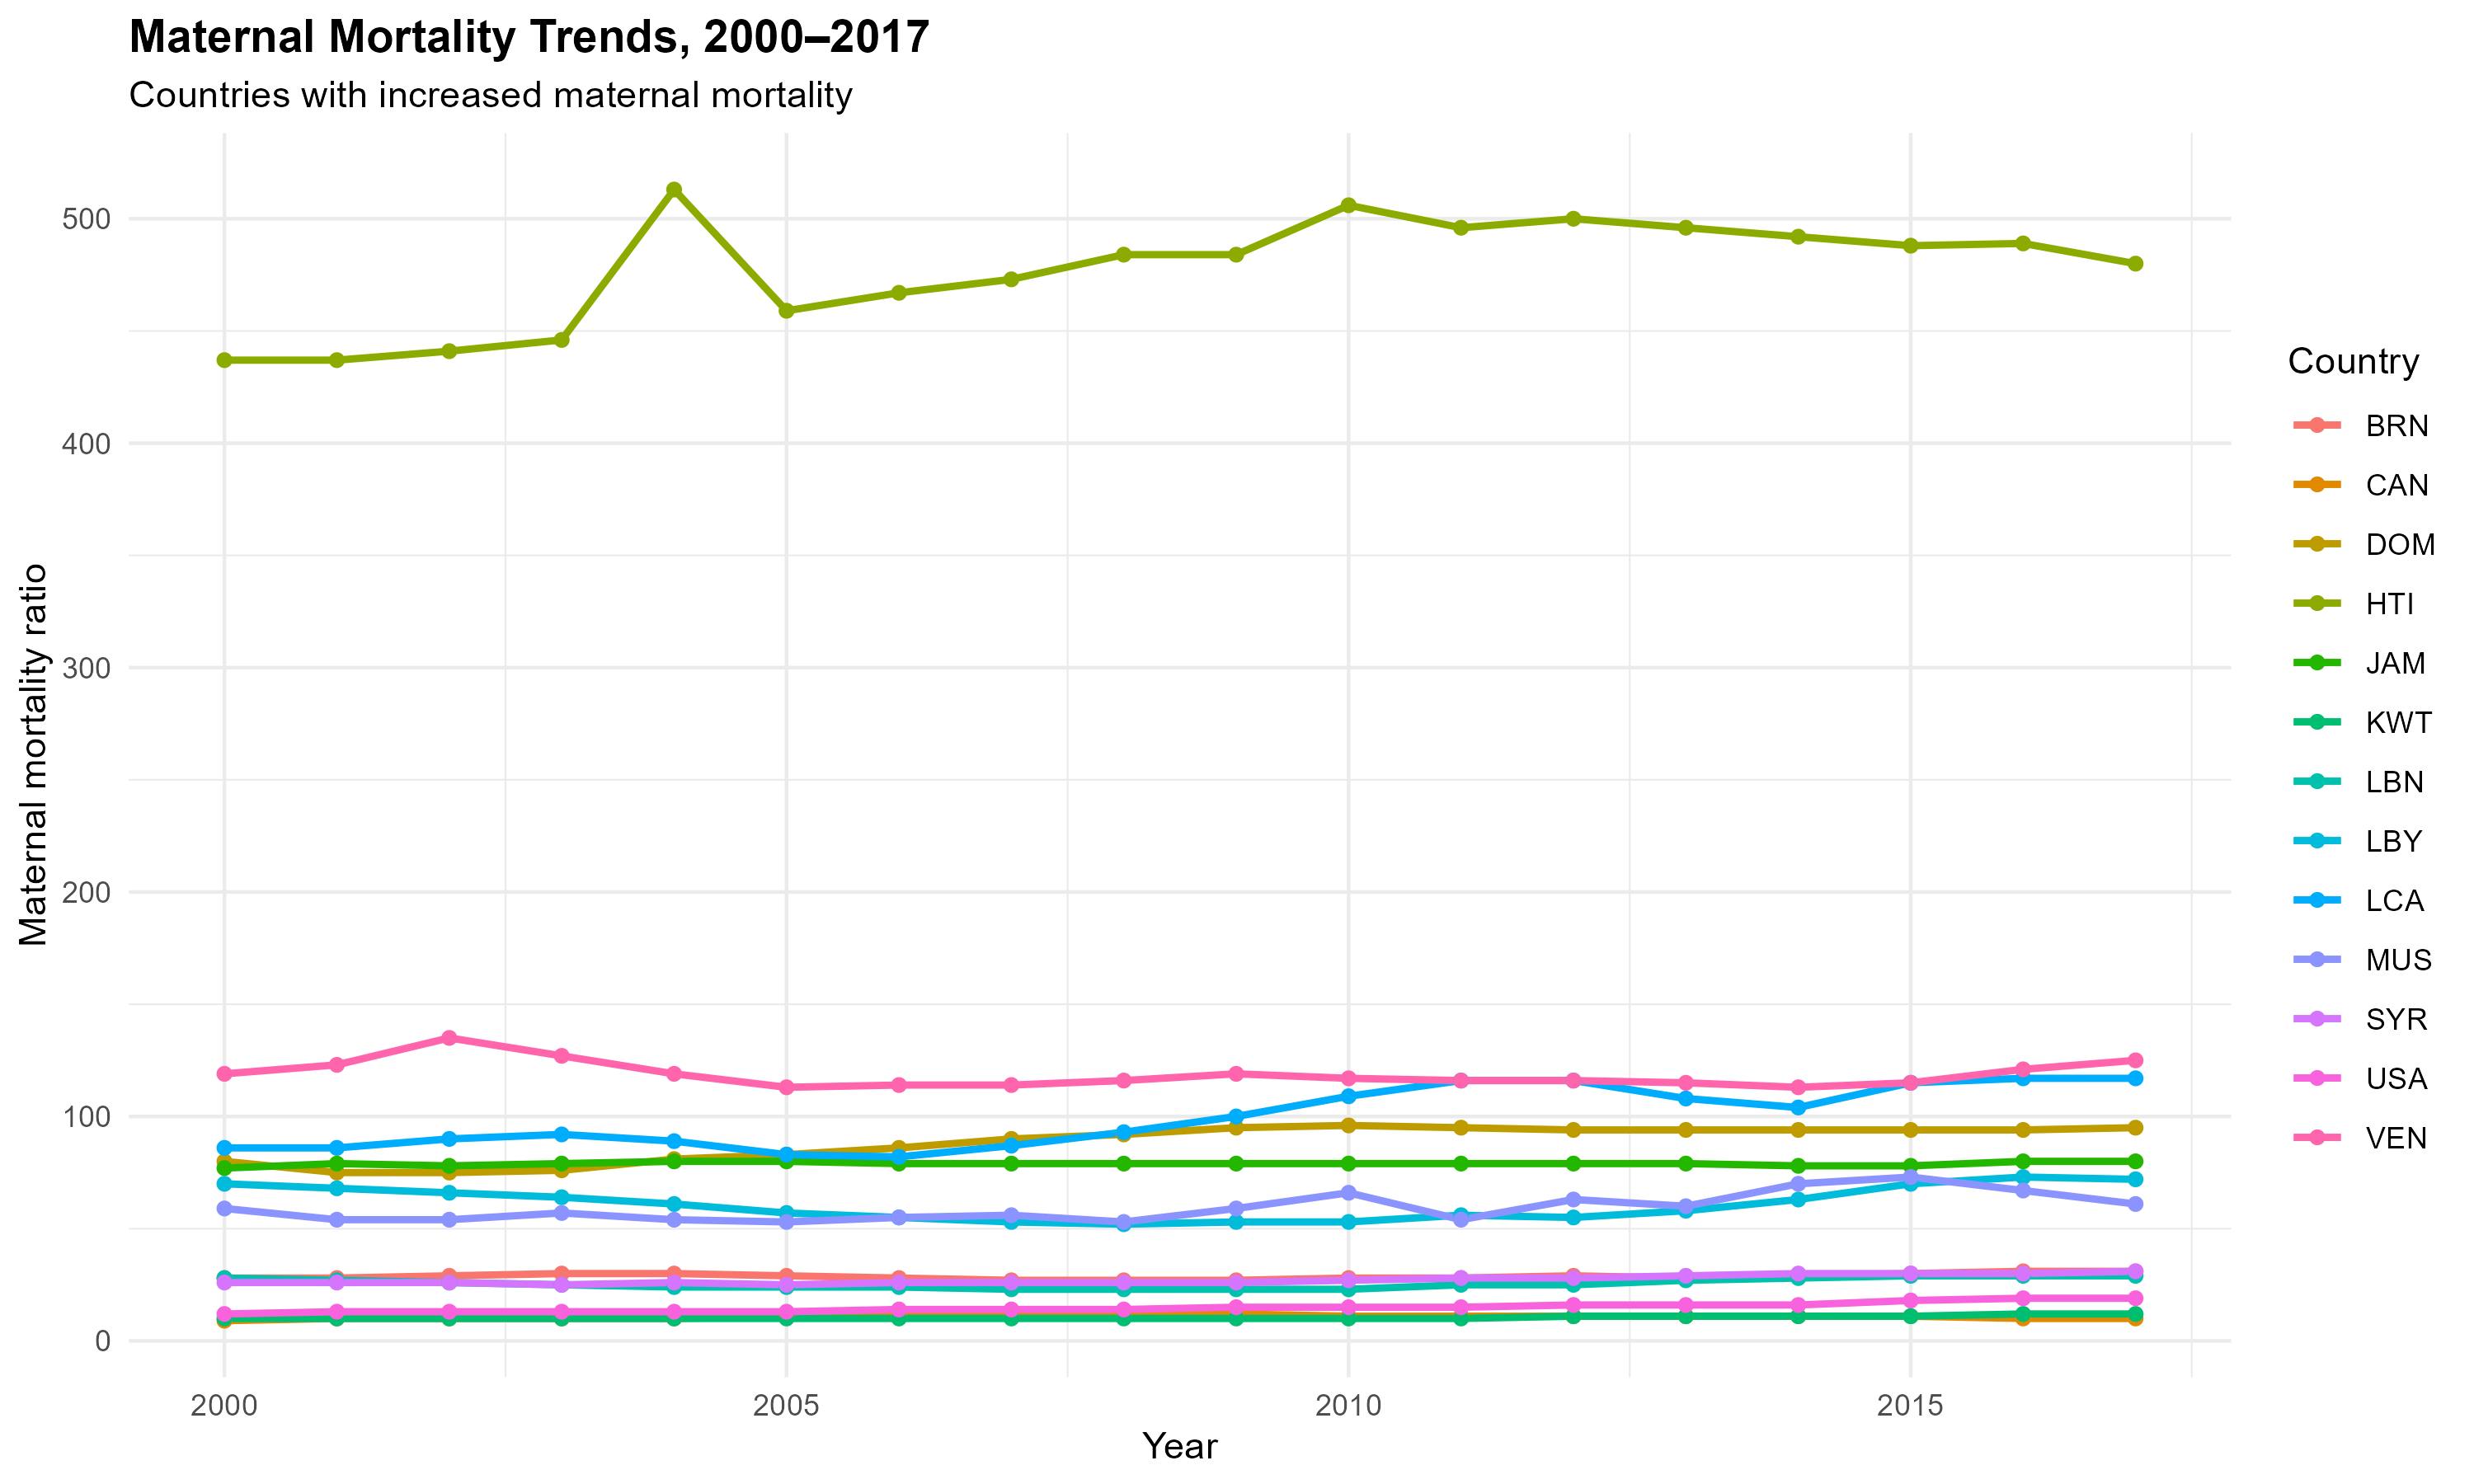 Maternal Mortality Trends, 2000–2017
Countries with increased maternal mortality
Maternal mortality ratio
500
400
300
200
100
0
2000
2005
2010
2015
Year
Country
BRN
CAN
DOM
HTI
JAM
KWT
LBN
LBY
LCA
MUS
SYR
USA
VEN